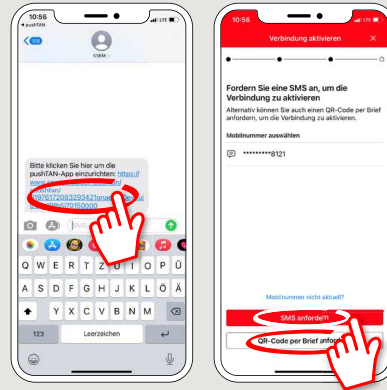 10:56
LTE
pushTAN
108
SSKM
Bitte klicken Sie hier um die
pushTAN-App einzurichten: https://
Q W E R T Z U I O P Ü
A S D F G H J K L Ö Ä
Y X C V B N M
123 Leerzeichen
10:56
LTE
Verbindung aktivieren
Fordern Sie eine SMS an, um die
Verbindung zu aktivieren
Alternativ können Sie auch einen QR-Code per Brief
anfordern, um die Verbindung zu aktivieren.
Mobilnummer auswählen
*********8121
Mobilnummer nicht aktuell?
SMS anfordern
QR-Code per Brief